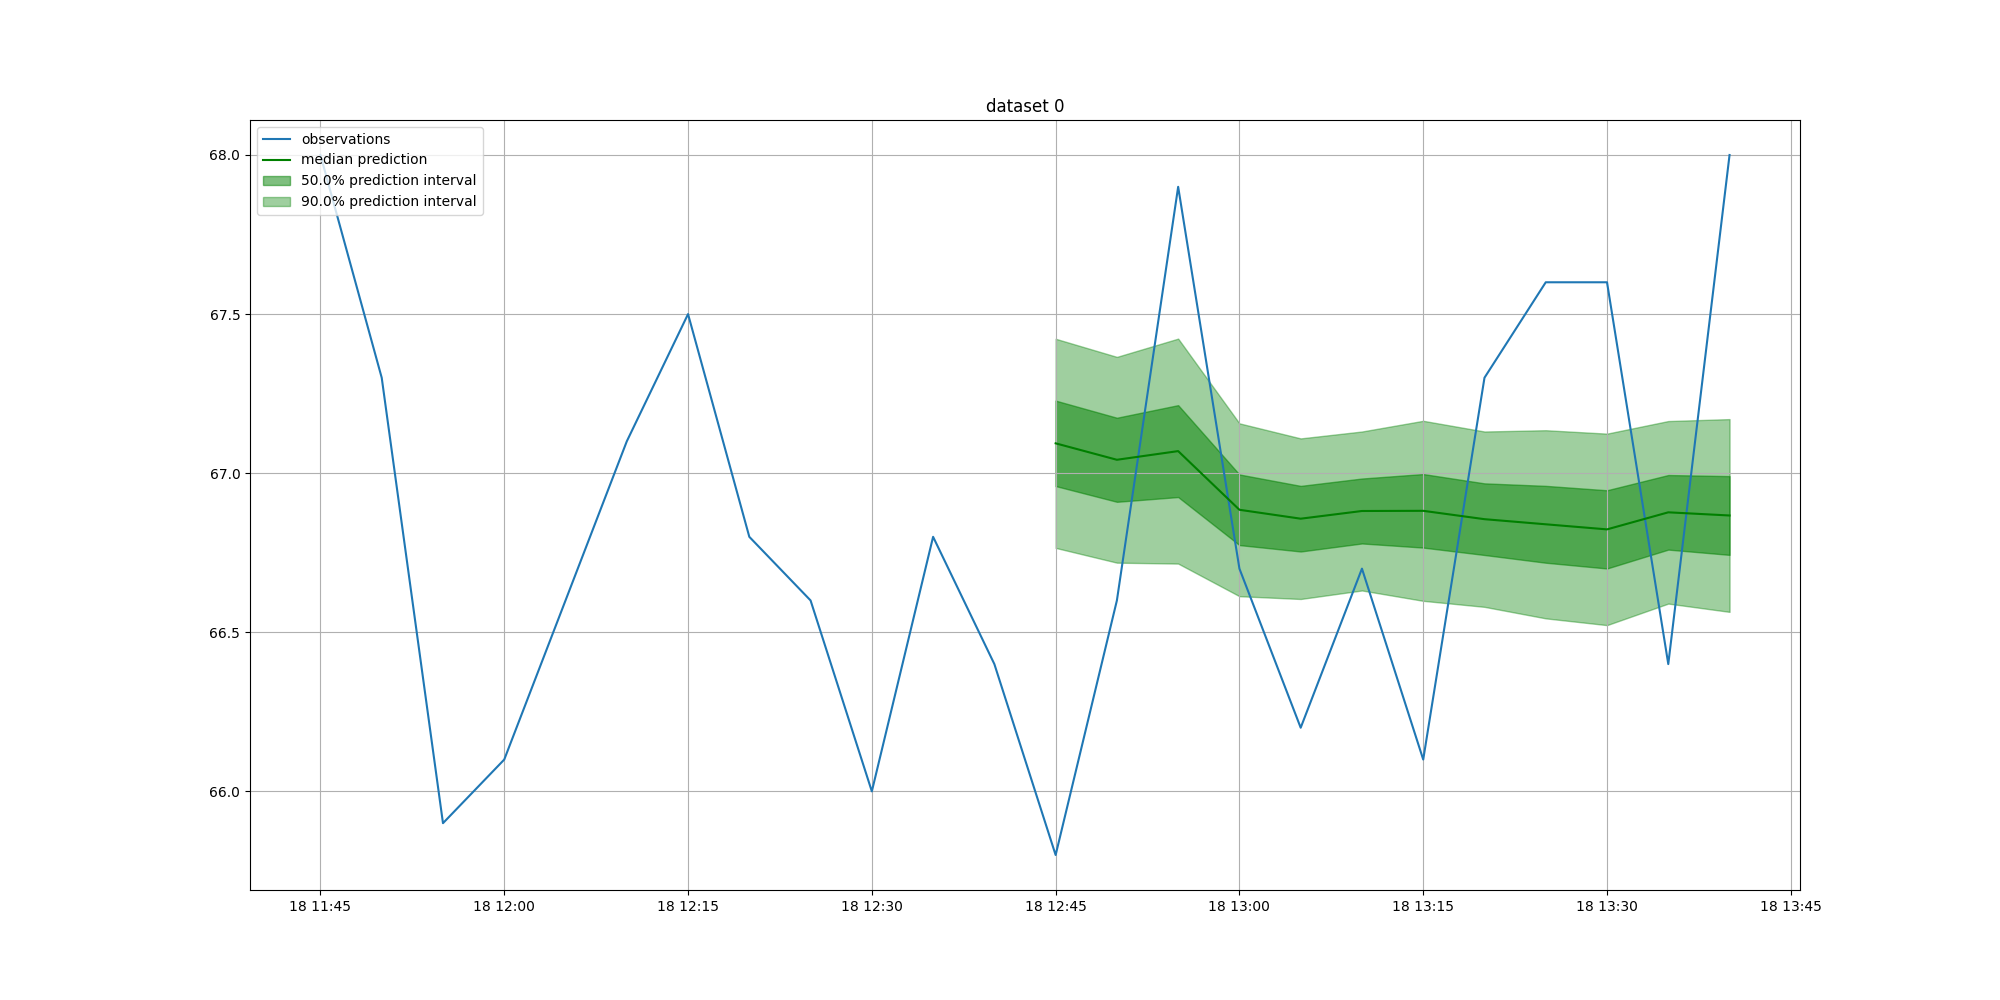 dataset 0
observations
median prediction
50.0% prediction interval
90.0% prediction interval
68.0
67.5
67.0
66.5
66.0
18 11:45
18 12:00
18 12:15
18 12:30
18 12:45
18 13:00
18 13:15
18 13:30
18 13:45